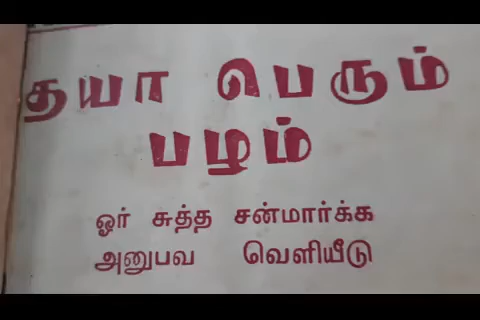 தயா பெரும்
பழம்
ஓர் சுத்த சன்மார்க்க
அனுபவ வெளியீடு